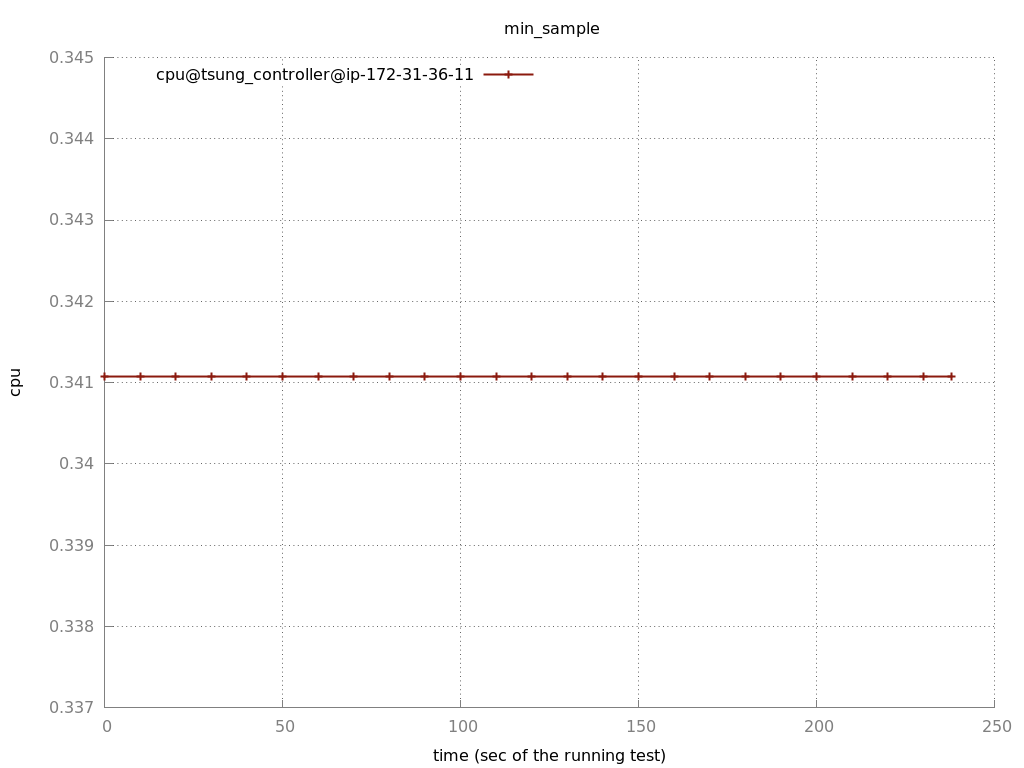 min_sample
0.345
cpu@tsung_controller@ip-172-31-36-11
0.344
0.343
0.342
0.341
cpu
0.34
0.339
0.338
0.337
0 50 100 150 200 250
time (sec of the running test)